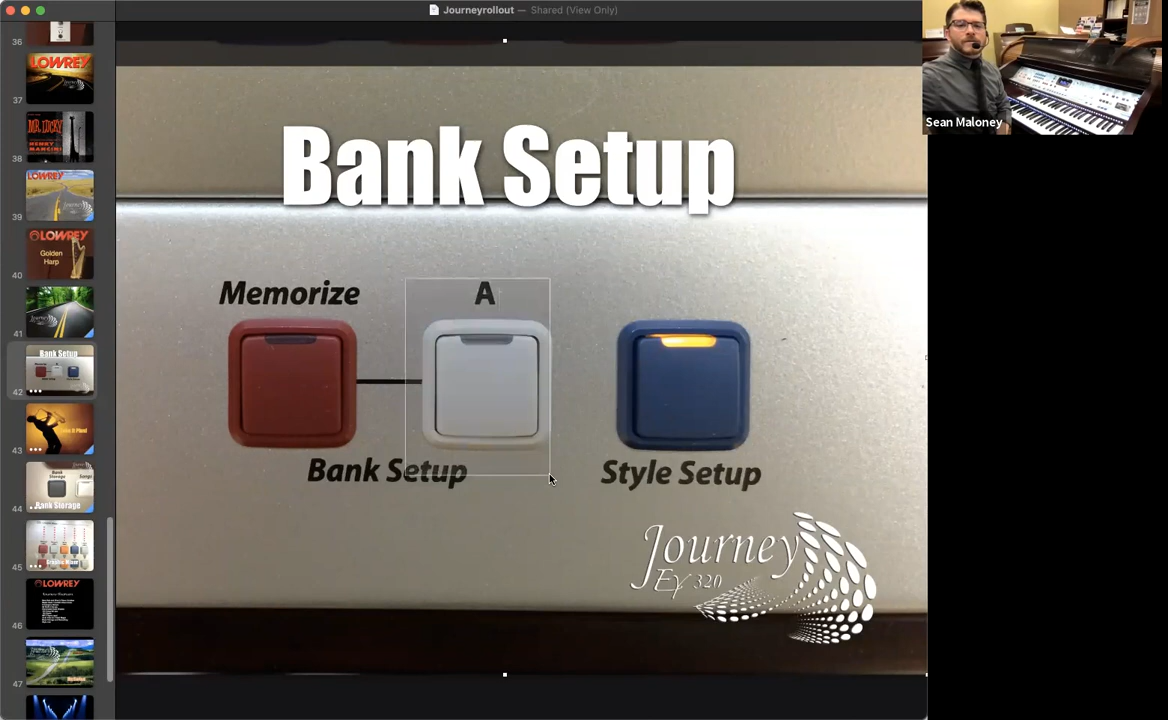 Journeyrollout — Shared (View Only)
36
37
LOWREY
38
MR. LUCKY
HENRY MANCINI
39
LOWREY
40
LOWREY
Golden
Harp
41
42
Bank Setup
43
44
Bank Storage
45
46
LOWREY
47
Bank Setup
Memorize
A
Bank Setup
Style Setup
Journey
EX 320
Sean Maloney